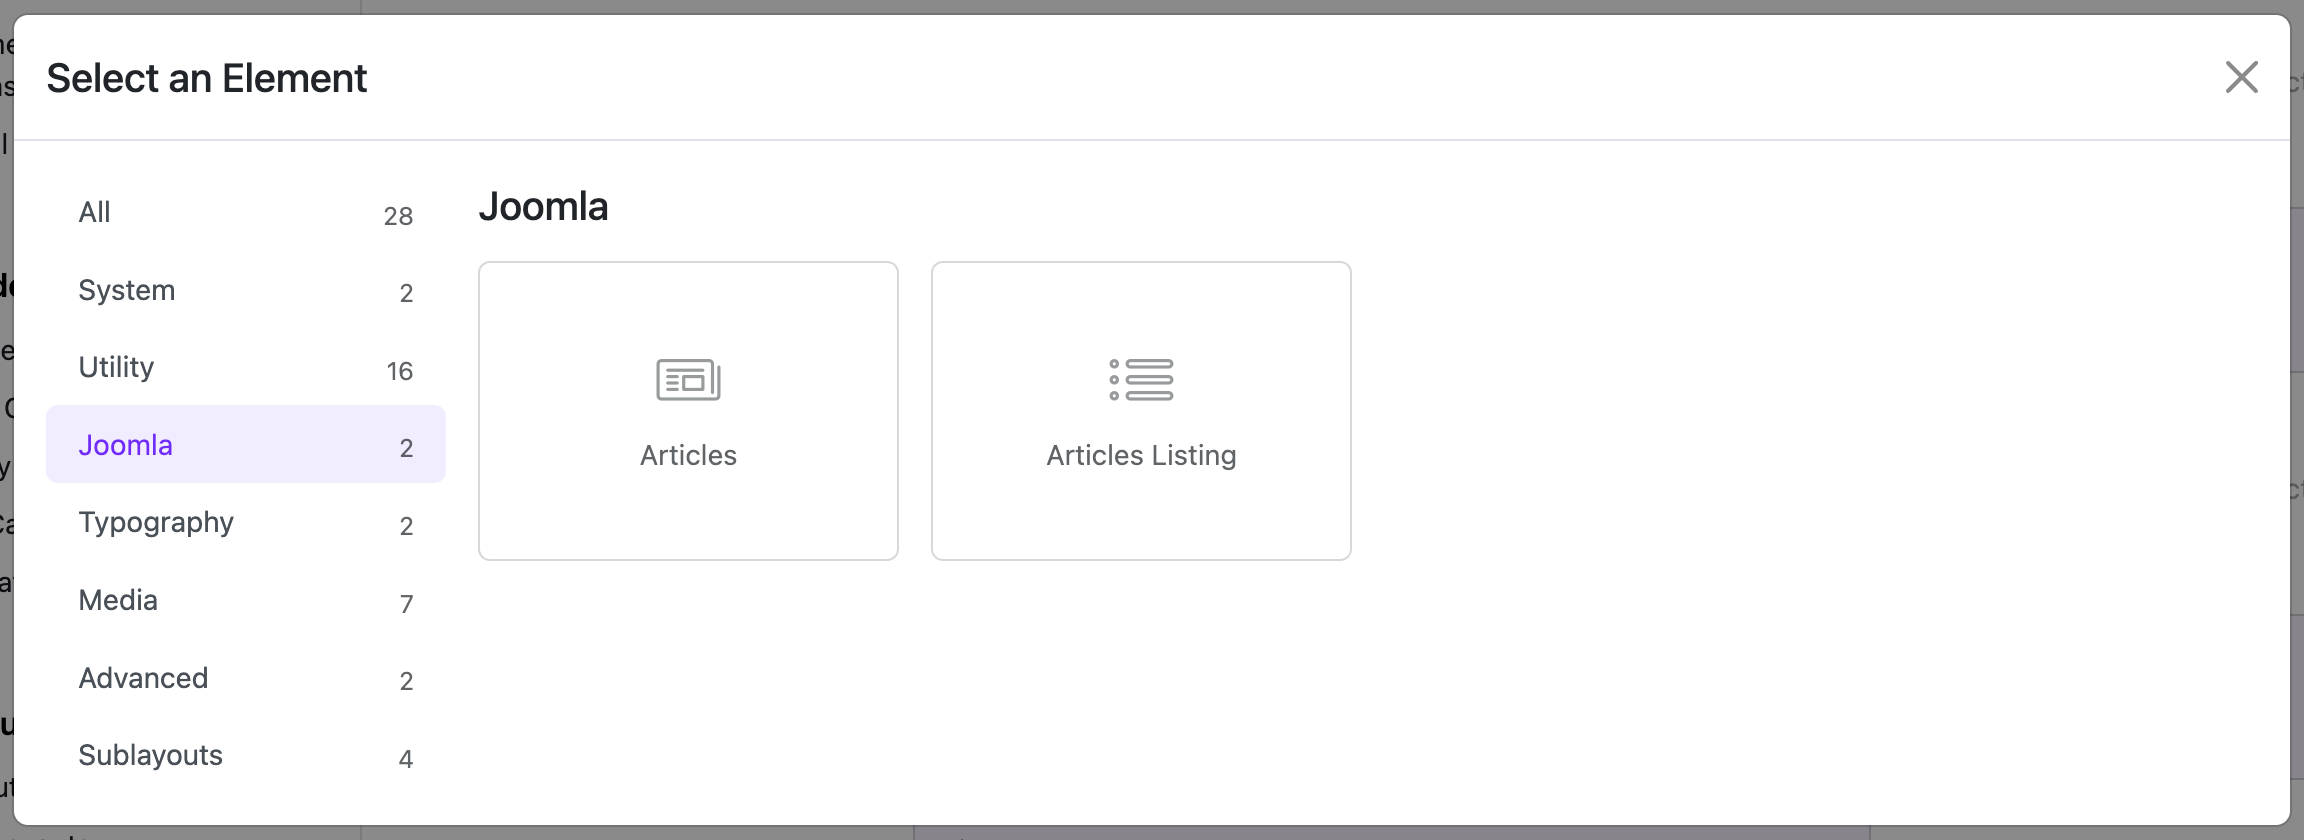 Select an Element
All 28
System 2
Utility 16
Joomla 2
Typography 2
Media 7
Advanced 2
Sublayouts 4
Joomla
Articles
Articles Listing